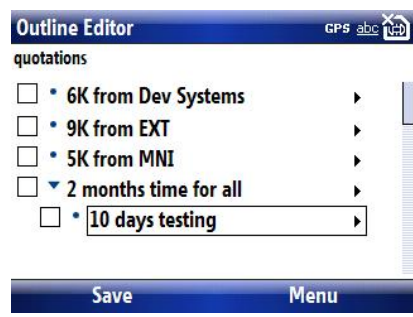 Outline Editor GPS abc
quotations
6K from Dev Systems
9K from EXT
5K from MNI
2 months time for all
10 days testing
Save Menu